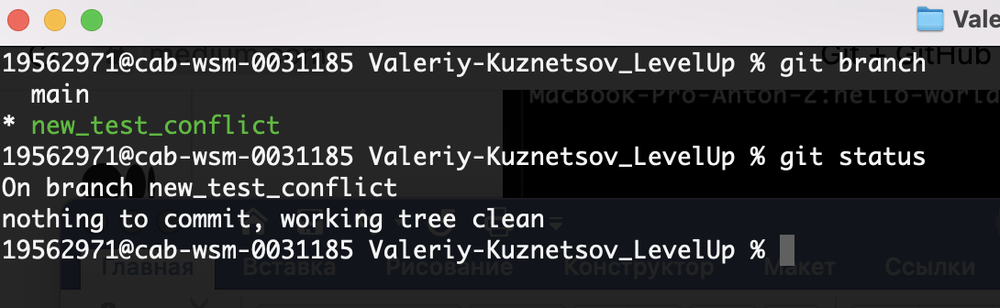 Vale
19562971@cab-wsm-0031185 Valeriy-Kuznetsov_LevelUp % git branch
Git + GitHub
main
MacBook-Pro-Anton-2:hello-world
* new_test_conflict
19562971@cab-wsm-0031185 Valeriy-Kuznetsov_LevelUp % git status
On branch new_test_conflict
nothing to commit, working tree clean
19562971@cab-wsm-0031185 Valeriy-Kuznetsov_LevelUp %
Главная Вставка Рисование Конструктор Макет Ссылки